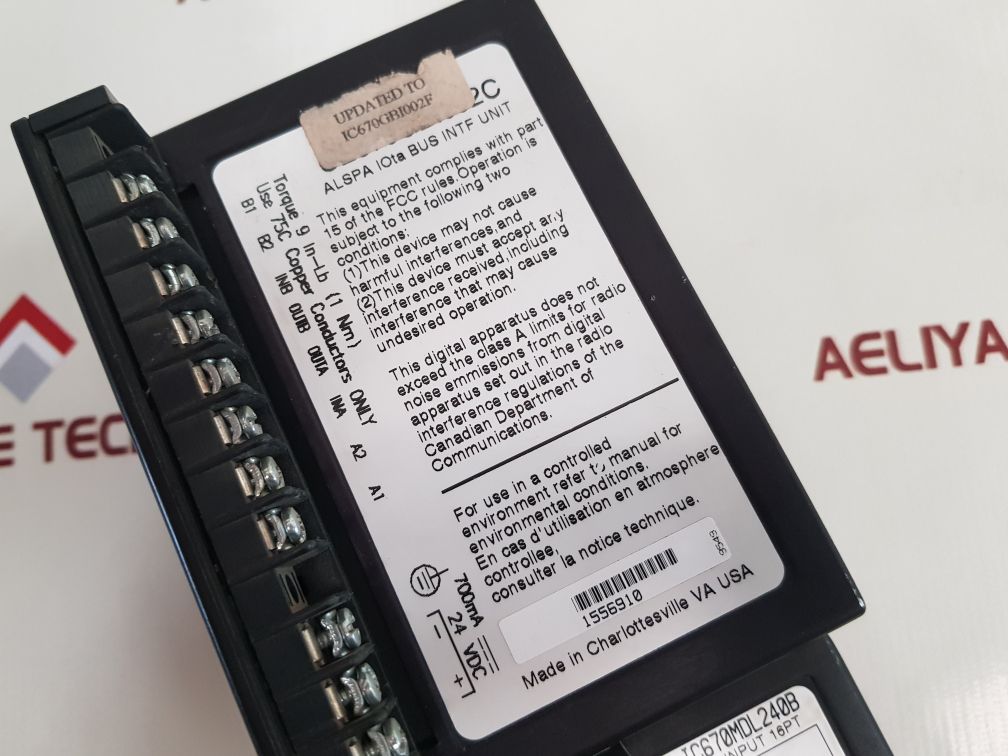 UPDATED TO
IC670GBI002F
2C
ALSPA IOta BUS INTF UNIT
This equipment complies with part
15 of the FCC rules.Operation is
subject to the following two
conditions:
(1)This device may not cause
harmful interferences,and
(2)This device must accept any
interference received,including
interference that may cause
undesired operation.
This digital apparatus does not
exceed the class A limits for radio
noise emmissions from digital
apparatus set out in the radio
interference regulations of the
Canadian Department of
Communications.
For use in a controlled
environment refer to manual for
environmental conditions.
En cas d'utilisation en atmosphere
controllee,
consulter la notice technique.
9549
1556910
Made in Charlottesville VA USA
Torque 9 in-Lb (1 Nm)
Use 75C Copper Conductors ONLY
B1 B2 INB OUTB OUTA INA A2 A1
700mA
24 VDC
- +
IC670MDL240B
INPUT 16PT
AELIYA
E TEC